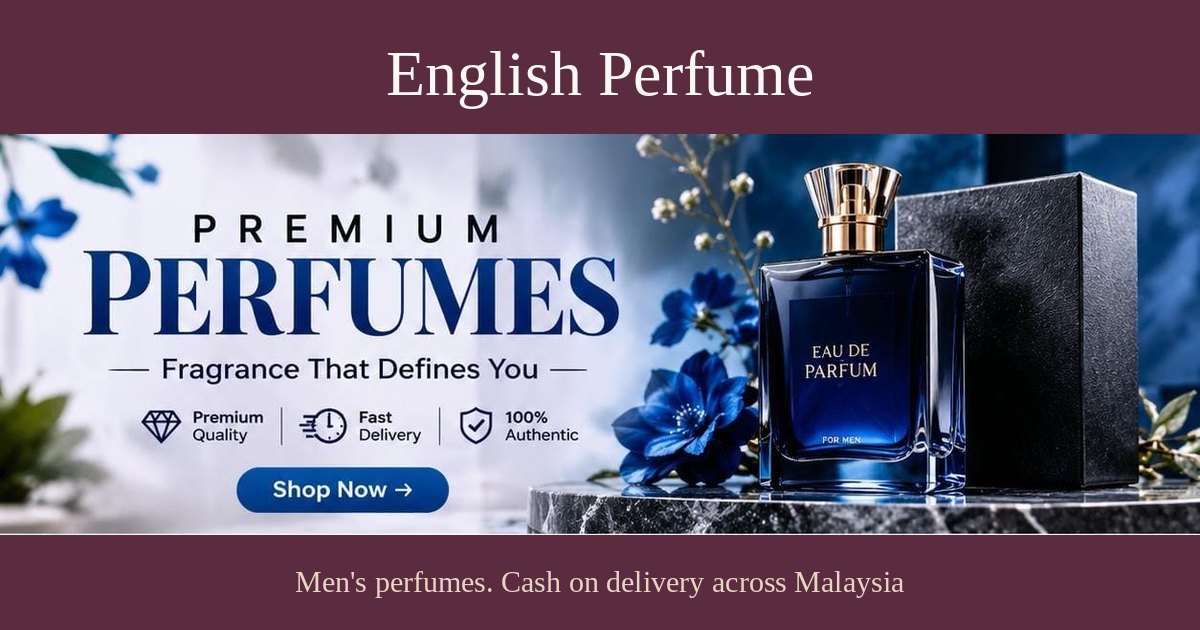 English Perfume
PREMIUM
PERFUMES
Fragrance That Defines You
Premium
Quality
Fast
Delivery
100%
Authentic
Shop Now →
EAU DE
PARFUM
FOR MEN
Men's perfumes. Cash on delivery across Malaysia